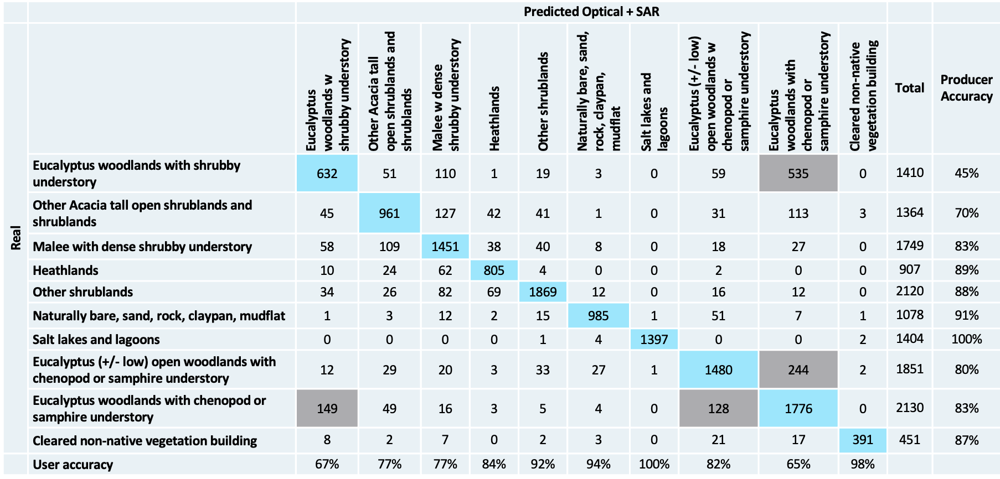 Predicted Optical + SAR
Eucalyptus
woodlands w
shrubby understory
Other Acacia tall
open shrublands and
shrublands
Malee w dense
shrubby understory
Heathlands
Other shrublands
Naturally bare, sand,
rock, claypan,
mudflat
Salt lakes and
lagoons
Eucalyptus (+/- low)
open woodlands w
chenopod or
samphire understory
Eucalyptus
woodlands with
chenopod or
samphire understory
Cleared non-native
vegetation building
Total
Producer
Accuracy
Real
Eucalyptus woodlands with shrubby
understory
632 51 110 1 19 3 0 59 535 0 1410 45%
Other Acacia tall open shrublands and
shrublands
45 961 127 42 41 1 0 31 113 3 1364 70%
Malee with dense shrubby understory 58 109 1451 38 40 8 0 18 27 0 1749 83%
Heathlands 10 24 62 805 4 0 0 2 0 0 907 89%
Other shrublands 34 26 82 69 1869 12 0 16 12 0 2120 88%
Naturally bare, sand, rock, claypan, mudflat 1 3 12 2 15 985 1 51 7 1 1078 91%
Salt lakes and lagoons 0 0 0 0 1 4 1397 0 0 2 1404 100%
Eucalyptus (+/- low) open woodlands with
chenopod or samphire understory
12 29 20 3 33 27 1 1480 244 2 1851 80%
Eucalyptus woodlands with chenopod or
samphire understory
149 49 16 3 5 4 0 128 1776 0 2130 83%
Cleared non-native vegetation building 8 2 7 0 2 3 0 21 17 391 451 87%
User accuracy 67% 77% 77% 84% 92% 94% 100% 82% 65% 98%